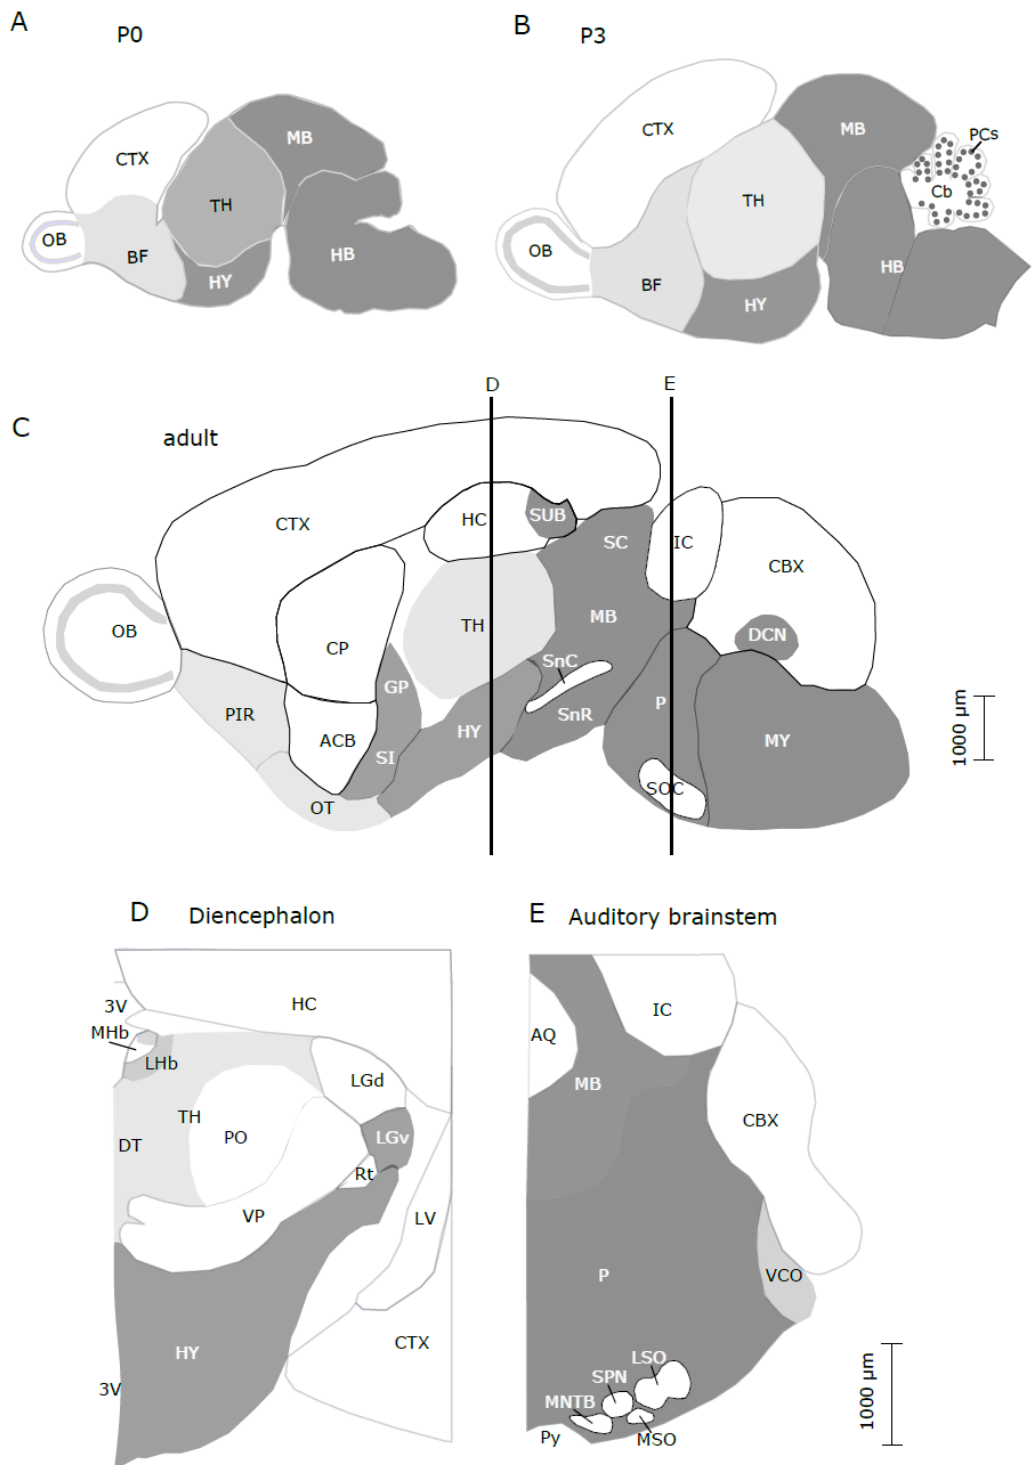 A
P0
MB
CTX
TH
OB
BF
HY
HB
B
P3
CTX
MB
PCs
Cb
TH
OB
BF
HB
HY
C
adult
D
E
CTX
HC
SUB
SC
IC
CBX
OB
CP
TH
MB
DCN
SnC
GP
PIR
ACB
SI
HY
SnR
P
MY
OT
SOC
1000 μm
D
Diencephalon
3V
HC
MHb
LHb
LGd
TH
DT
PO
LGv
Rt
VP
LV
HY
CTX
3V
E
Auditory brainstem
IC
AQ
MB
CBX
P
VCO
LSO
SPN
MNTB
Py
MSO
1000 μm